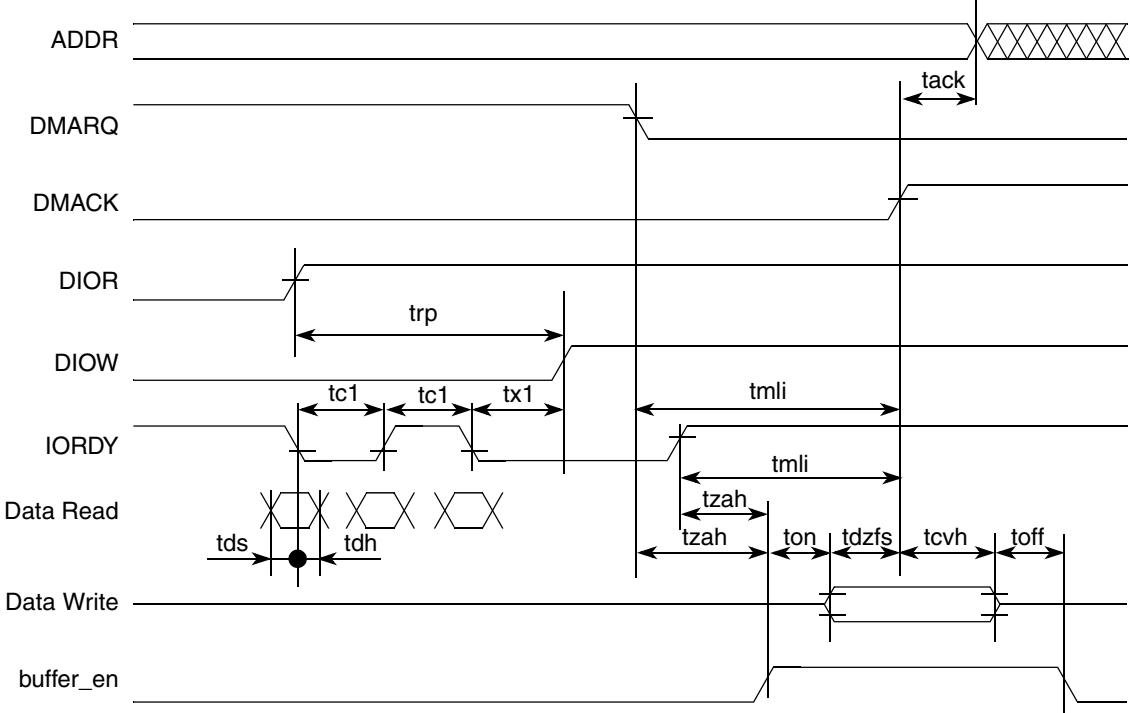 ADDR
tack
DMARQ
DMACK
DIOR
trp
DIOW
tc1 tc1 tx1 tmli
IORDY
tmli
Data Read tzah
tds tdh tzah ton tdzfs tcvh toff
Data Write
buffer_en